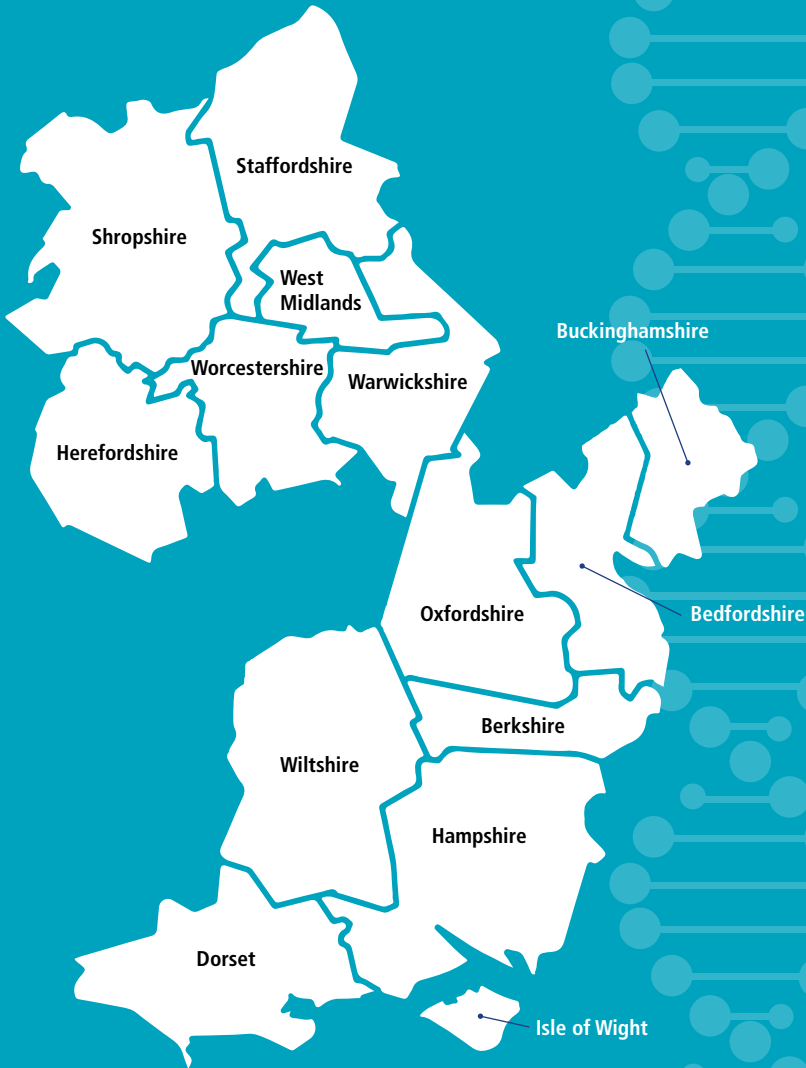 Staffordshire
Shropshire
West
Midlands
Buckinghamshire
Worcestershire
Warwickshire
Herefordshire
Oxfordshire
Bedfordshire
Berkshire
Wiltshire
Hampshire
Dorset
Isle of Wight